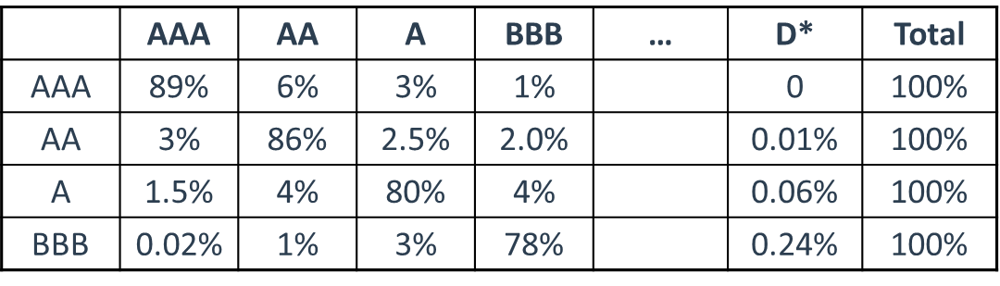 AAA AA A BBB ... D* Total
AAA 89% 6% 3% 1% 0 100%
AA 3% 86% 2.5% 2.0% 0.01% 100%
A 1.5% 4% 80% 4% 0.06% 100%
BBB 0.02% 1% 3% 78% 0.24% 100%